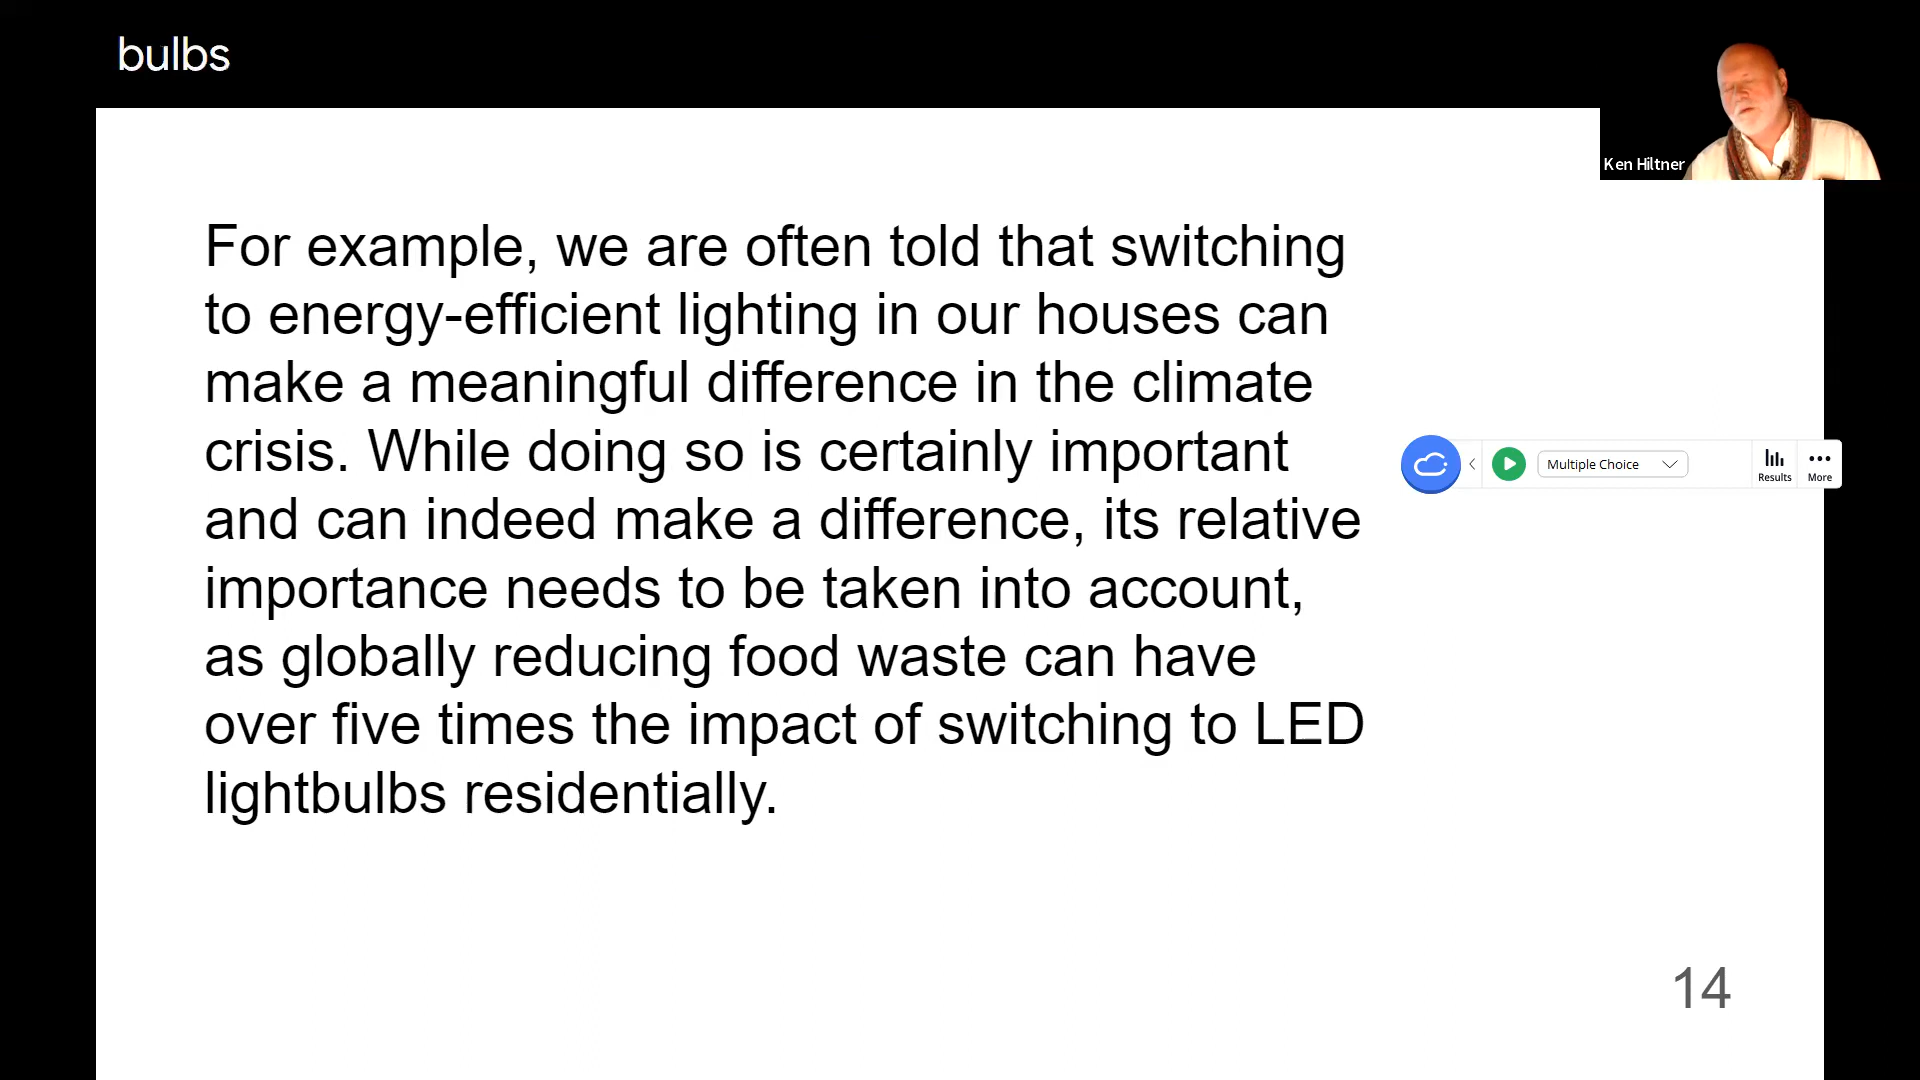 bulbs
Ken Hiltner
For example, we are often told that switching
to energy-efficient lighting in our houses can
make a meaningful difference in the climate
crisis. While doing so is certainly important
and can indeed make a difference, its relative
importance needs to be taken into account,
as globally reducing food waste can have
over five times the impact of switching to LED
lightbulbs residentially.
Multiple Choice
Results
More
14